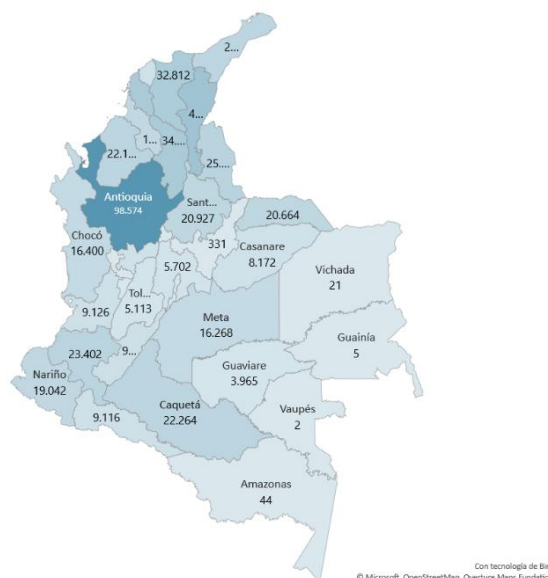 2...
32.812
4...
1...
34....
22.1...
25....
Antioquia
98.574
Sant...
20.927
20.664
Chocó
16.400
331
Casanare
8.172
5.702
Vichada
21
Tol...
5.113
9.126
Meta
16.268
Guainía
5
23.402
9...
Guaviare
3.965
Nariño
19.042
Caquetá
22.264
Vaupés
2
9.116
Amazonas
44
Con tecnología de Bin
© Microsoft, OpenStreetMap, Overture Maps Fundatio